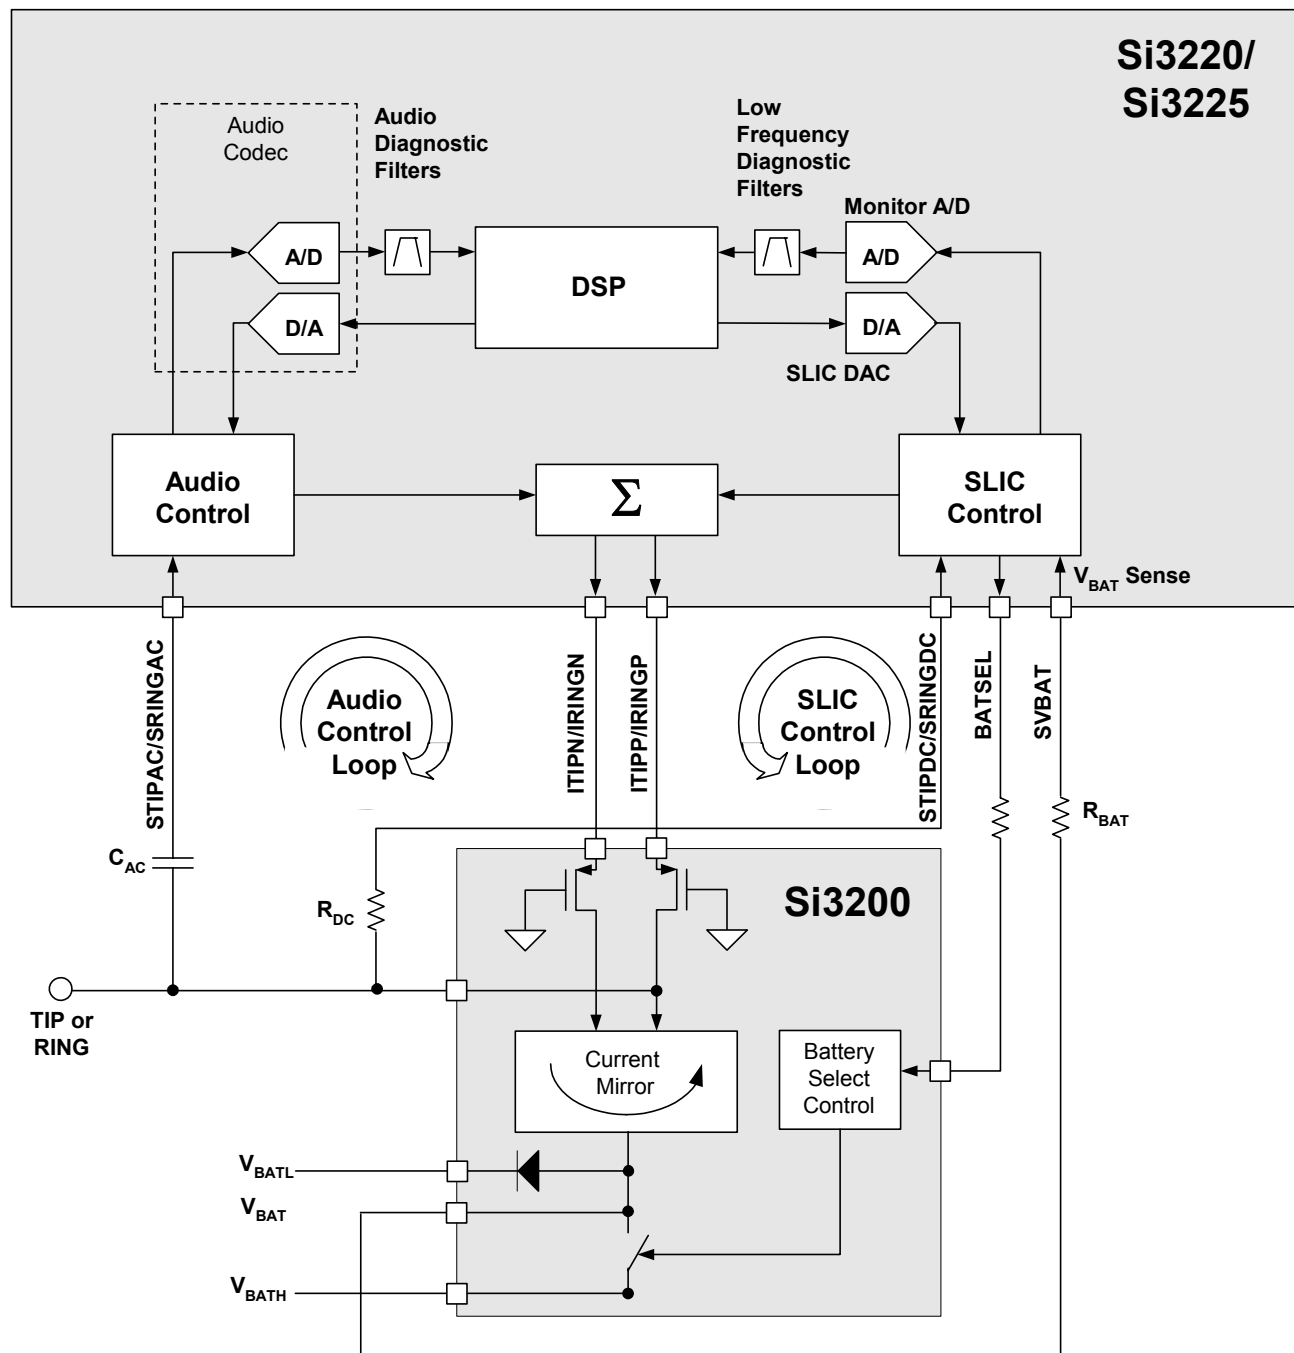 Si3220/
Si3225
Audio
Codec
Audio
Diagnostic
Filters
Low
Frequency
Diagnostic
Filters
Monitor A/D
A/D
DSP
A/D
D/A
D/A
SLIC DAC
Audio
Control
Σ
SLIC
Control
VBAT Sense
STIPAC/SRINGAC
Audio
Control
Loop
ITIPN/IRINGN
ITIPP/IRINGP
SLIC
Control
Loop
STIPDC/SRINGDC
BATSEL
SVBAT
RBAT
CAC
RDC
Si3200
TIP or
RING
Current
Mirror
Battery
Select
Control
VBATL
VBAT
VBATH